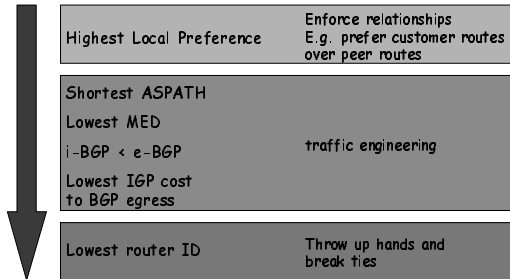 Highest Local Preference
Enforce relationships
E.g. prefer customer routes
over peer routes
Shortest ASPATH
Lowest MED
i-BGP < e-BGP
Lowest IGP cost
to BGP egress
traffic engineering
Lowest router ID
Throw up hands and
break ties